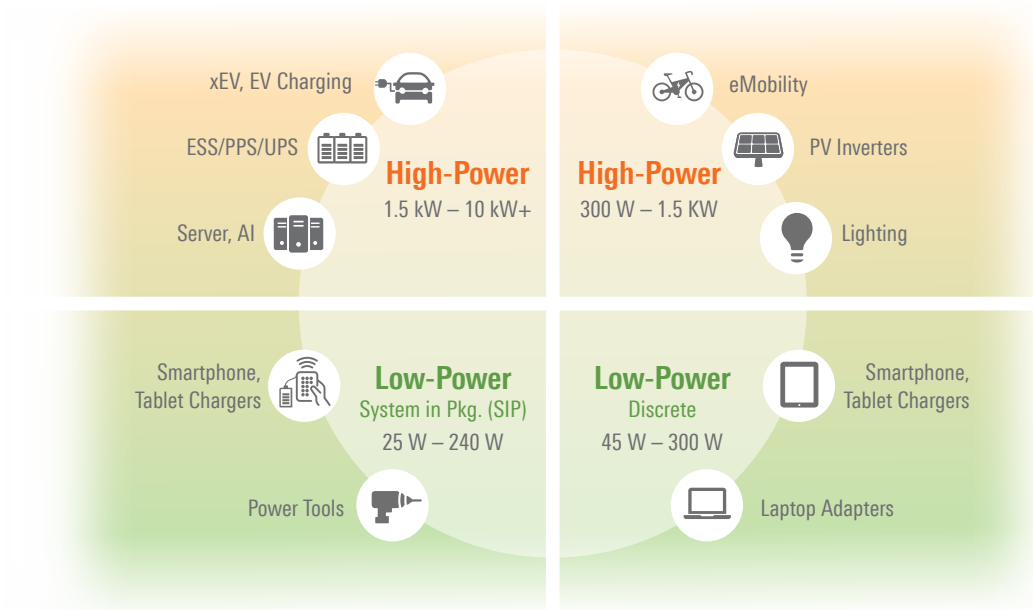 xEV, EV Charging
ESS/PPS/UPS
Server, AI
High-Power
1.5 kW – 10 kW+
eMobility
PV Inverters
Lighting
High-Power
300 W – 1.5 KW
Smartphone,
Tablet Chargers
Power Tools
Low-Power
System in Pkg. (SIP)
25 W – 240 W
Low-Power
Discrete
45 W – 300 W
Smartphone,
Tablet Chargers
Laptop Adapters